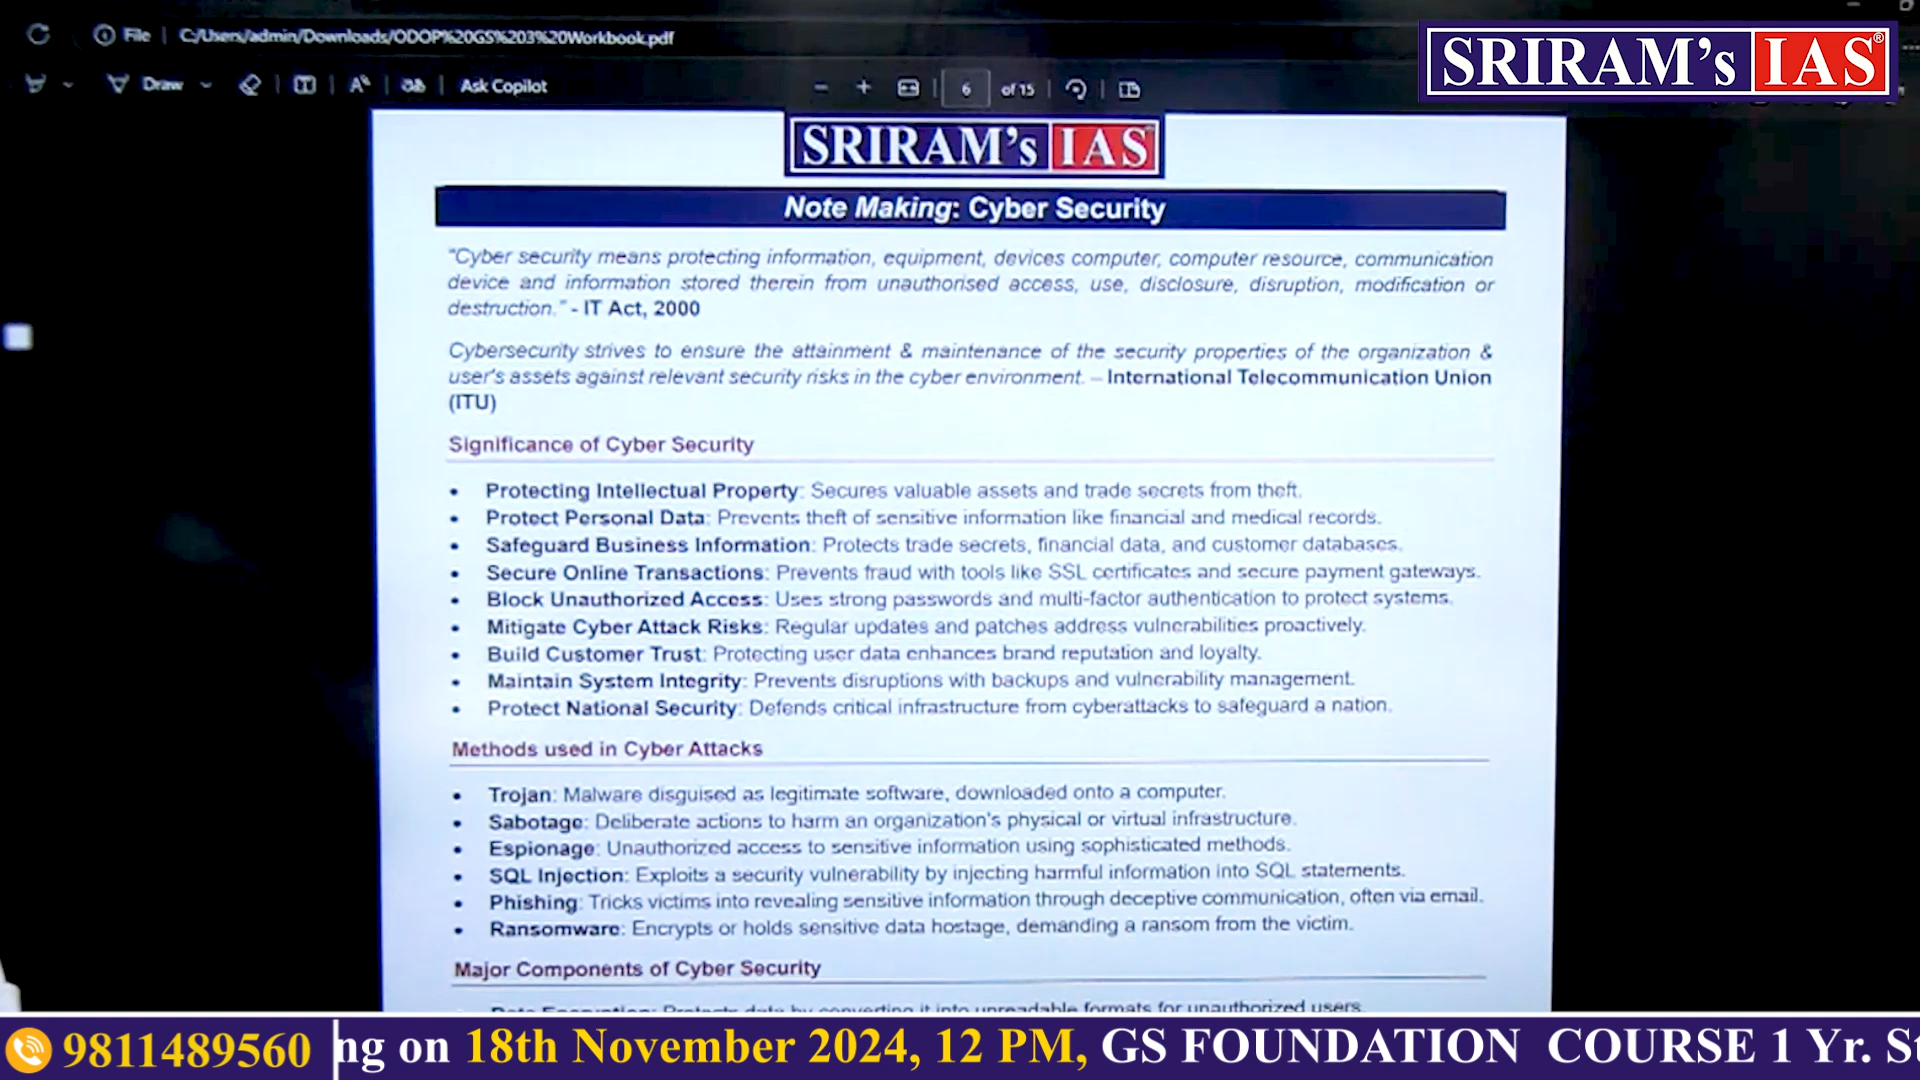 File | C:/Users/admin/Downloads/ODOP%20GS%203%20Workbook.pdf
SRIRAM's IAS
Draw
Ask Copilot
6 of 15
SRIRAM's IAS
Note Making: Cyber Security
"Cyber security means protecting information, equipment, devices computer, computer resource, communication
device and information stored therein from unauthorised access, use, disclosure, disruption, modification or
destruction." - IT Act, 2000
Cybersecurity strives to ensure the attainment & maintenance of the security properties of the organization &
user's assets against relevant security risks in the cyber environment. – International Telecommunication Union
(ITU)
Significance of Cyber Security
• Protecting Intellectual Property: Secures valuable assets and trade secrets from theft.
• Protect Personal Data: Prevents theft of sensitive information like financial and medical records.
• Safeguard Business Information: Protects trade secrets, financial data, and customer databases.
• Secure Online Transactions: Prevents fraud with tools like SSL certificates and secure payment gateways.
• Block Unauthorized Access: Uses strong passwords and multi-factor authentication to protect systems.
• Mitigate Cyber Attack Risks: Regular updates and patches address vulnerabilities proactively.
• Build Customer Trust: Protecting user data enhances brand reputation and loyalty.
• Maintain System Integrity: Prevents disruptions with backups and vulnerability management.
• Protect National Security: Defends critical infrastructure from cyberattacks to safeguard a nation.
Methods used in Cyber Attacks
• Trojan: Malware disguised as legitimate software, downloaded onto a computer.
• Sabotage: Deliberate actions to harm an organization's physical or virtual infrastructure.
• Espionage: Unauthorized access to sensitive information using sophisticated methods.
• SQL Injection: Exploits a security vulnerability by injecting harmful information into SQL statements.
• Phishing: Tricks victims into revealing sensitive information through deceptive communication, often via email.
• Ransomware: Encrypts or holds sensitive data hostage, demanding a ransom from the victim.
Major Components of Cyber Security
Data Encryption: Protects data by converting it into unreadable formats for unauthorized users.
9811489560 ng on 18th November 2024, 12 PM, GS FOUNDATION COURSE 1 Yr. St